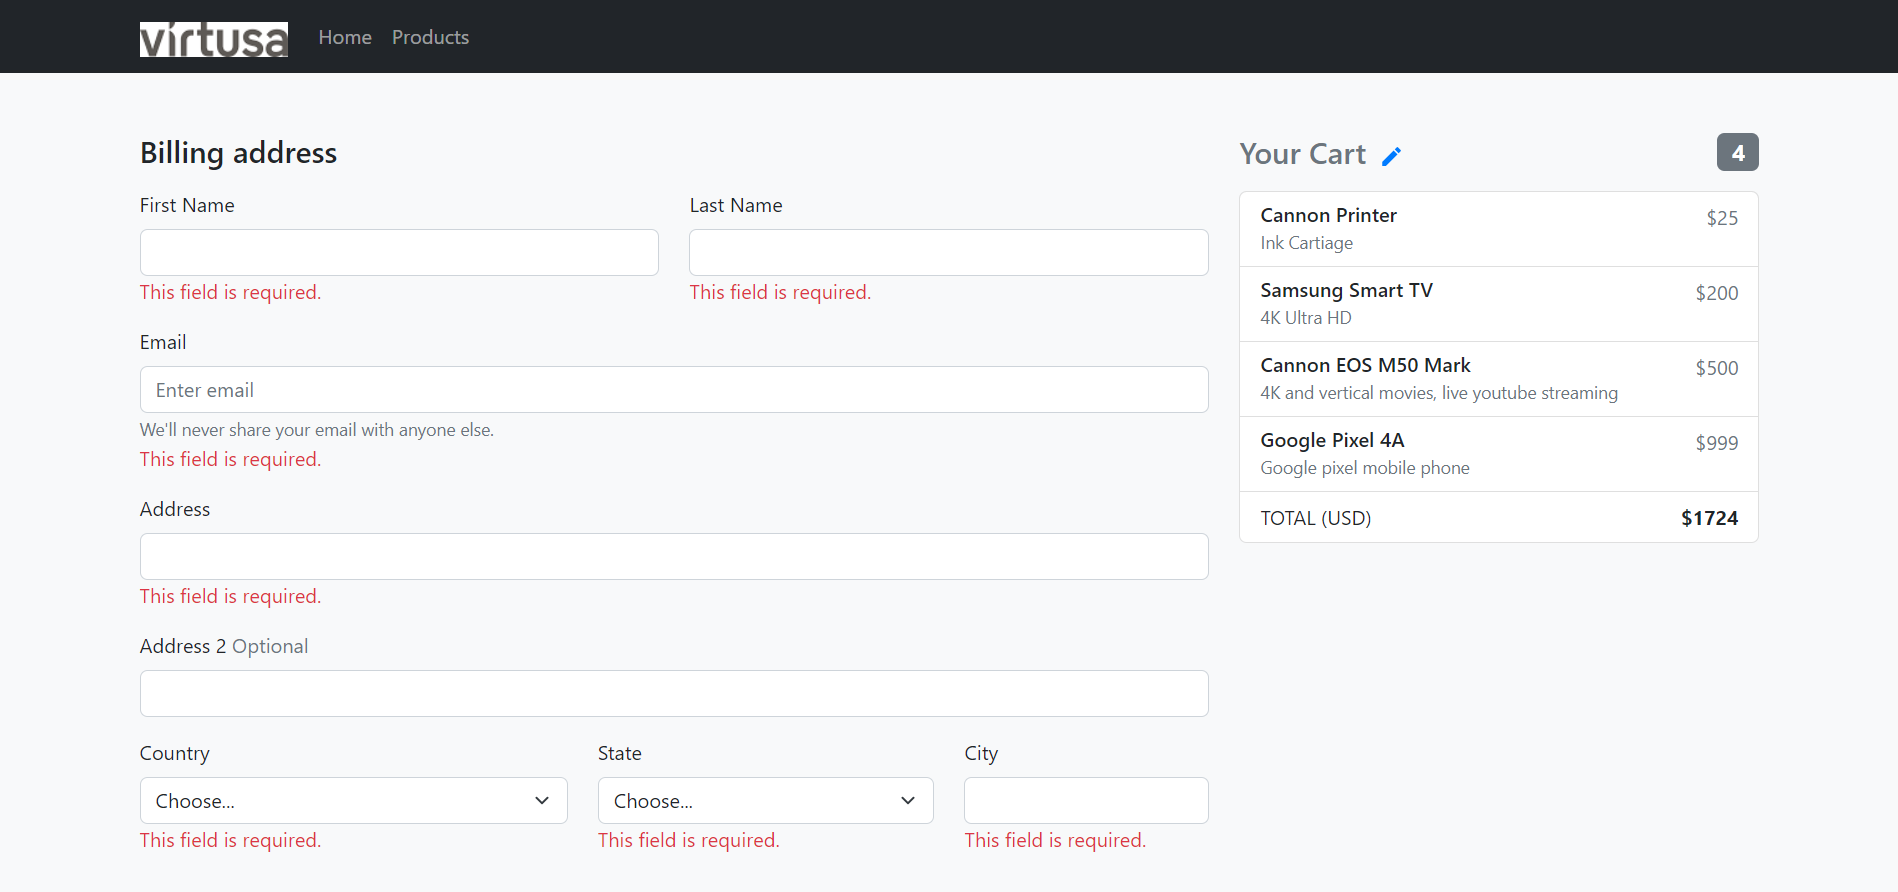 virtusa Home Products
Billing address
First Name Last Name
This field is required. This field is required.
Email
Enter email
We'll never share your email with anyone else.
This field is required.
Address
This field is required.
Address 2 Optional
Country State City
Choose... Choose...
This field is required. This field is required. This field is required.
Your Cart 4
Cannon Printer $25
Ink Cartiage
Samsung Smart TV $200
4K Ultra HD
Cannon EOS M50 Mark $500
4K and vertical movies, live youtube streaming
Google Pixel 4A $999
Google pixel mobile phone
TOTAL (USD) $1724